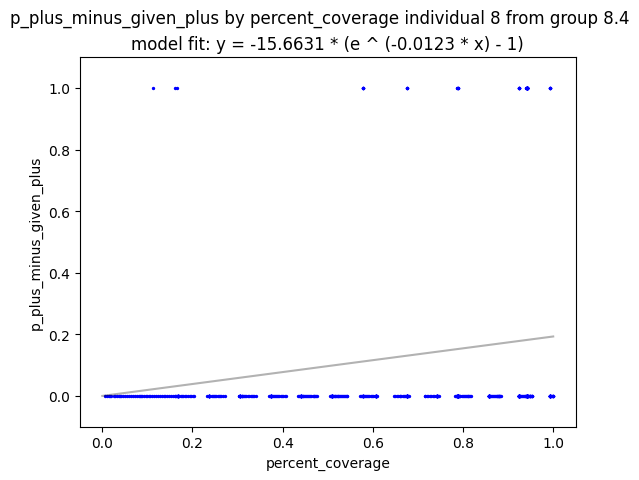 p_plus_minus_given_plus by percent_coverage individual 8 from group 8.4
model fit: y = -15.6631 * (e ^ (-0.0123 * x) - 1)
p_plus_minus_given_plus
1.0
0.8
0.6
0.4
0.2
0.0
0.0 0.2 0.4 0.6 0.8 1.0
percent_coverage